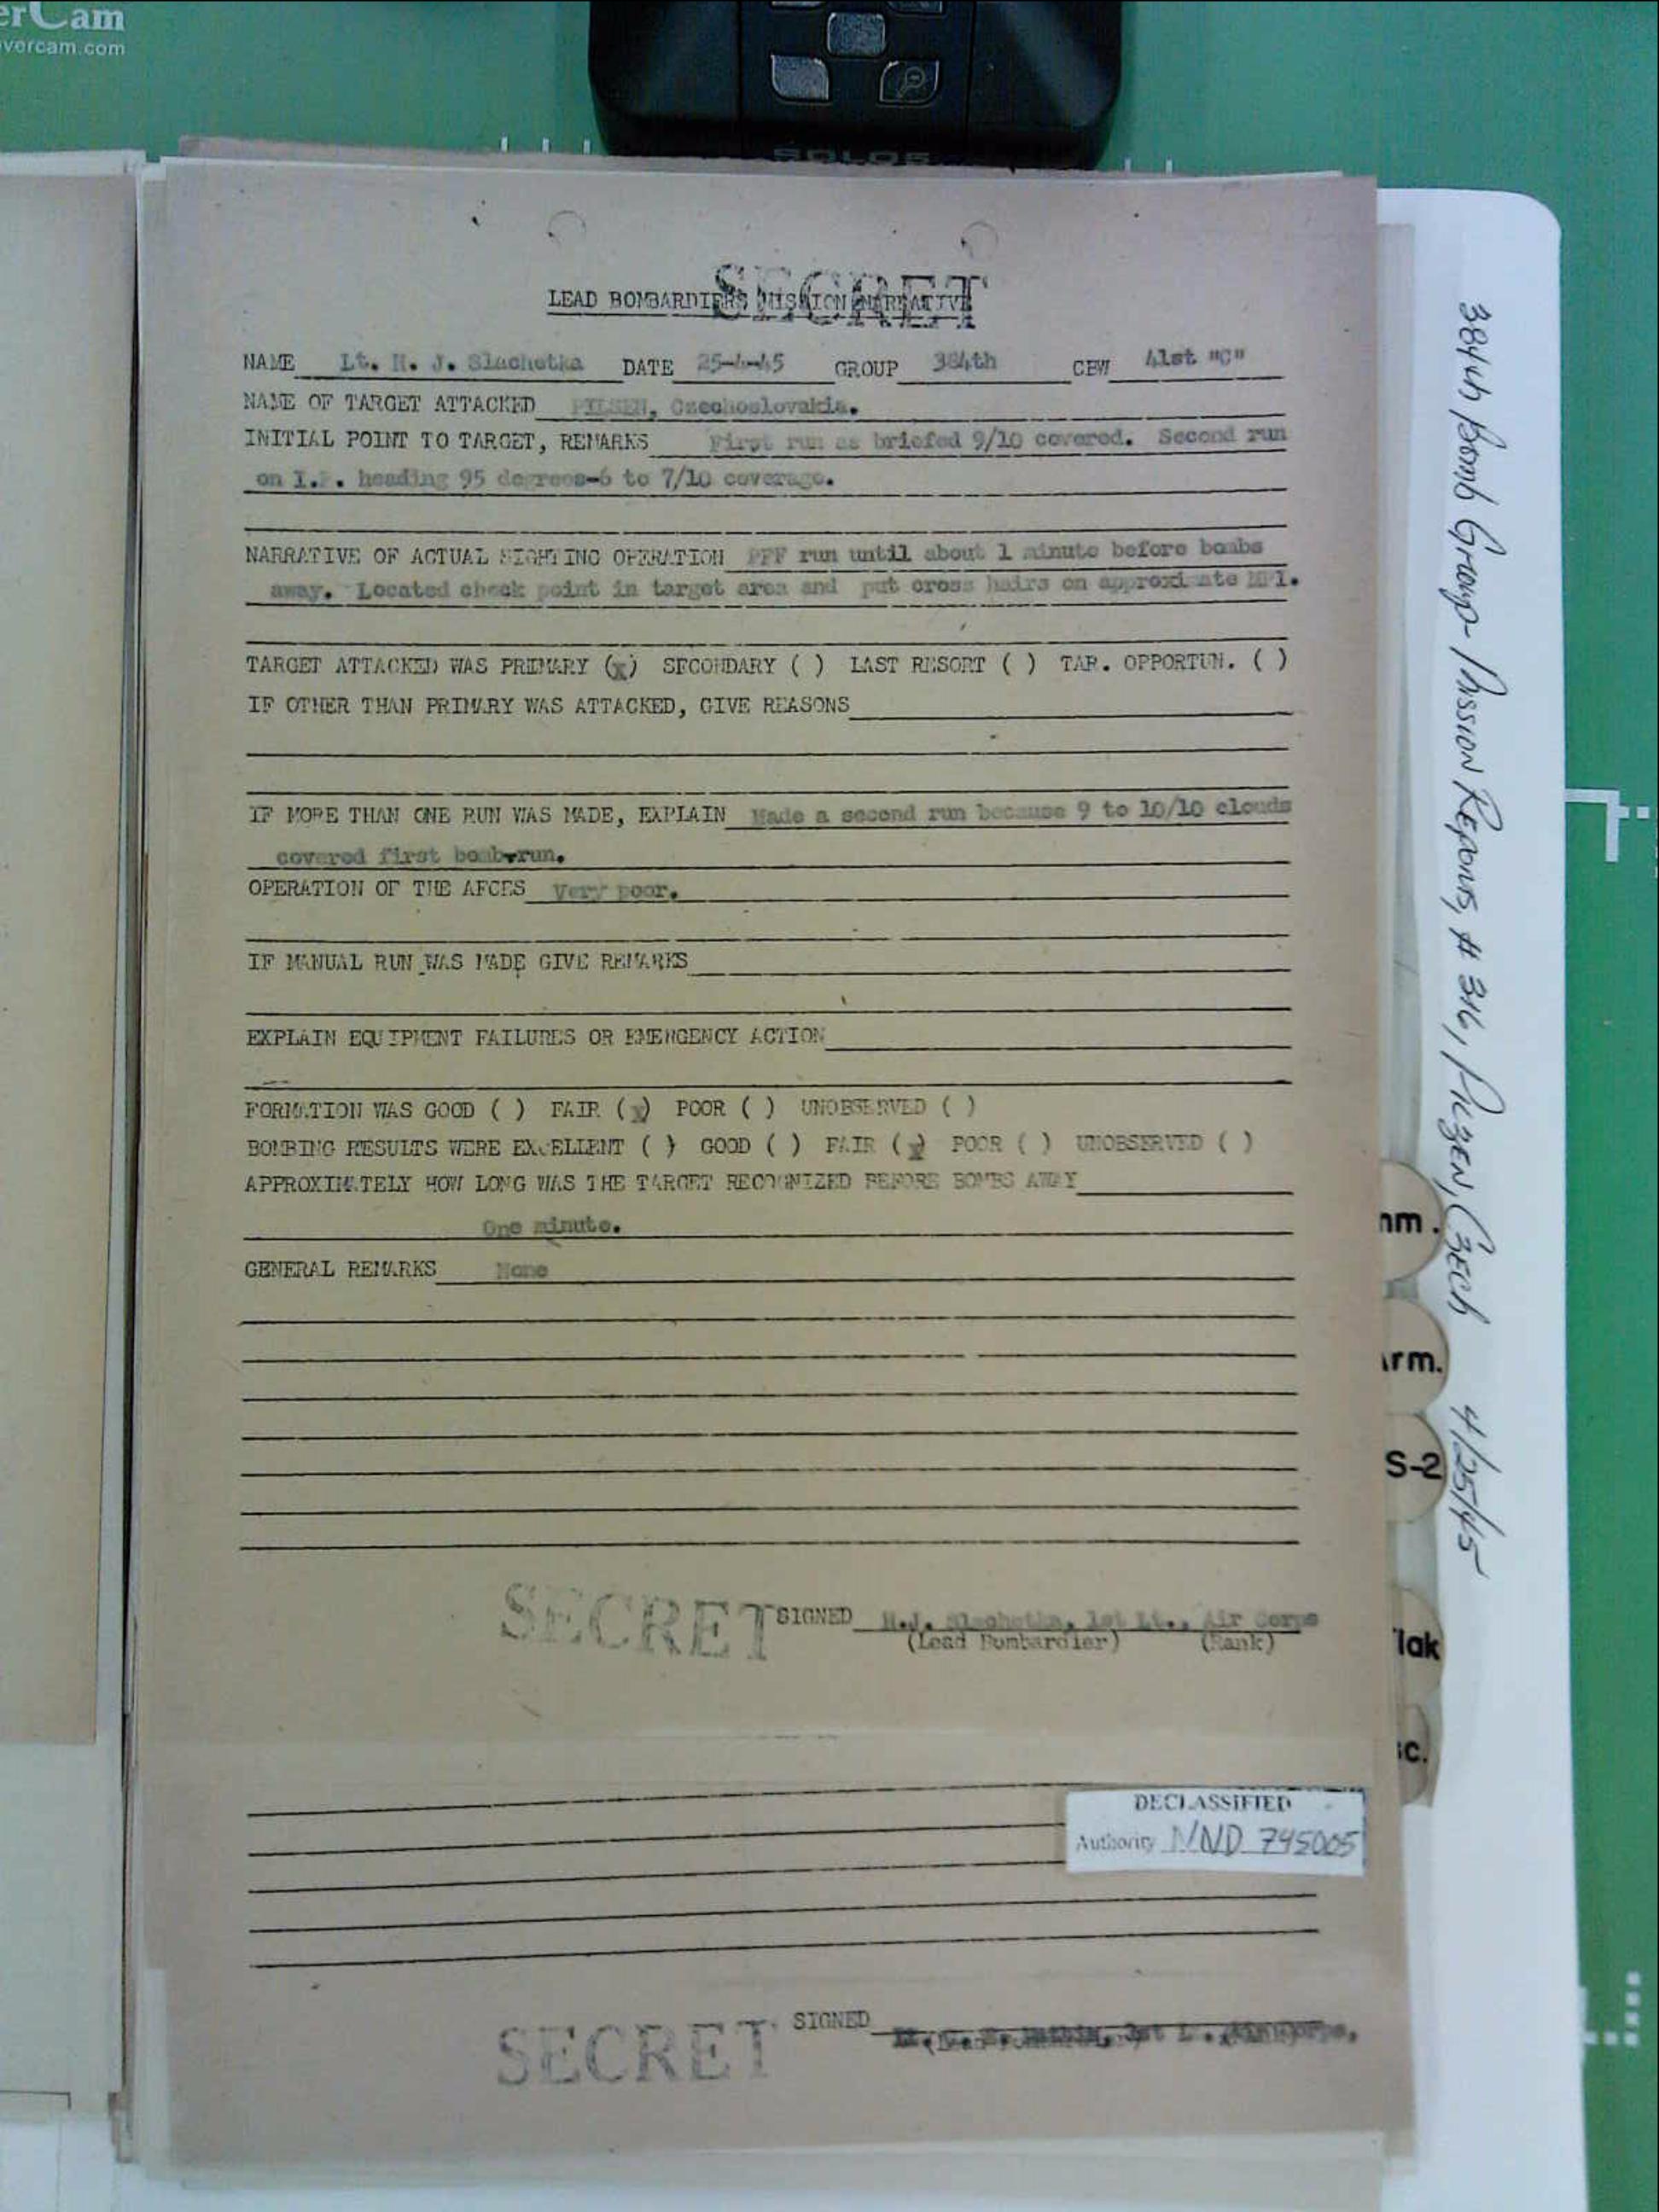 erCam
vercam.com
SOLO5
SECRET
LEAD BOMBARDIERS MISSION NARRATIVE
NAME Lt. H. J. Slachetka DATE 25-4-45 GROUP 384th CBW 41st "C"
NAME OF TARGET ATTACKED PILSEN, Czechoslovakia.
INITIAL POINT TO TARGET, REMARKS First run as briefed 9/10 covered. Second run
on I.P. heading 95 degrees-6 to 7/10 coverage.
NARRATIVE OF ACTUAL SIGHTING OPERATION PFF run until about 1 minute before bombs
away. Located check point in target area and put cross hairs on approximate MPI.
TARGET ATTACKED WAS PRIMARY (x) SECONDARY ( ) LAST RESORT ( ) TAR. OPPORTUN. ( )
IF OTHER THAN PRIMARY WAS ATTACKED, GIVE REASONS
IF MORE THAN ONE RUN WAS MADE, EXPLAIN Made a second run because 9 to 10/10 clouds
covered first bomb-run.
OPERATION OF THE AFCES Very poor.
IF MANUAL RUN WAS MADE GIVE REMARKS
EXPLAIN EQUIPMENT FAILURES OR EMERGENCY ACTION
FORMATION WAS GOOD ( ) FAIR (x) POOR ( ) UNOBSERVED ( )
BOMBING RESULTS WERE EXCELLENT ( ) GOOD ( ) FAIR (x) POOR ( ) UNOBSERVED ( )
APPROXIMATELY HOW LONG WAS THE TARGET RECOGNIZED BEFORE BOMBS AWAY
One minute.
GENERAL REMARKS None
SECRET
SIGNED H.J. Slachetka, 1st Lt., Air Corps
(Lead Bombardier) (Rank)
DECLASSIFIED
Authority NND 745005
SECRET
SIGNED
384th Bomb Group - Mission Reports, # 316, Pilzen, Czech 4/25/45
nm.
rm.
S-2
lak
sc.